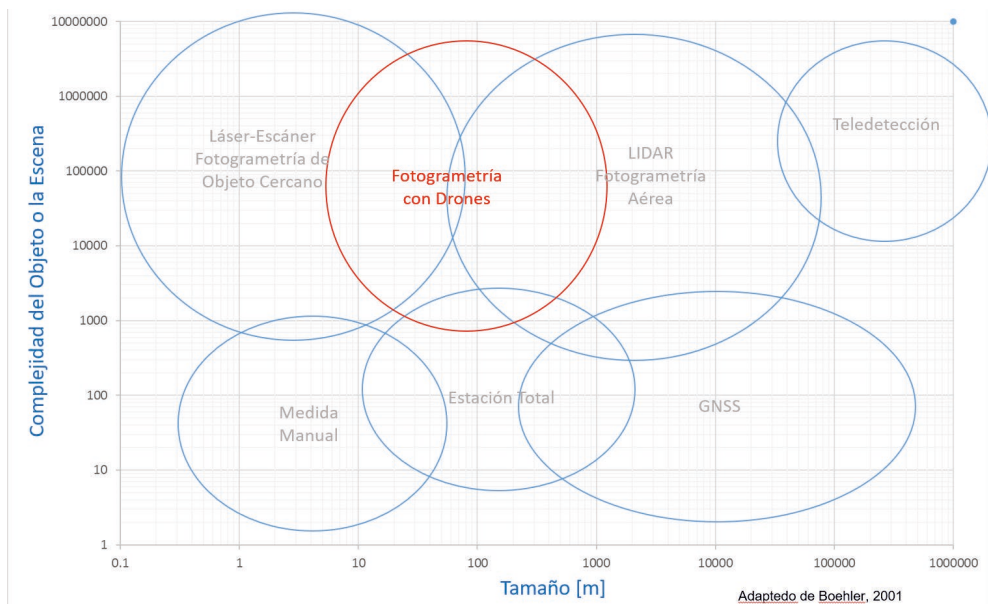 Complejidad del Objeto o la Escena
10000000
1000000
100000
10000
1000
100
10
1
Láser-Escáner
Fotogrametría de
Objeto Cercano
Fotogrametría
con Drones
LIDAR
Fotogrametría
Aérea
Teledetección
Medida
Manual
Estación Total
GNSS
0.1
1
10
100
1000
10000
100000
1000000
Tamaño [m]
Adaptedo de Boehler, 2001